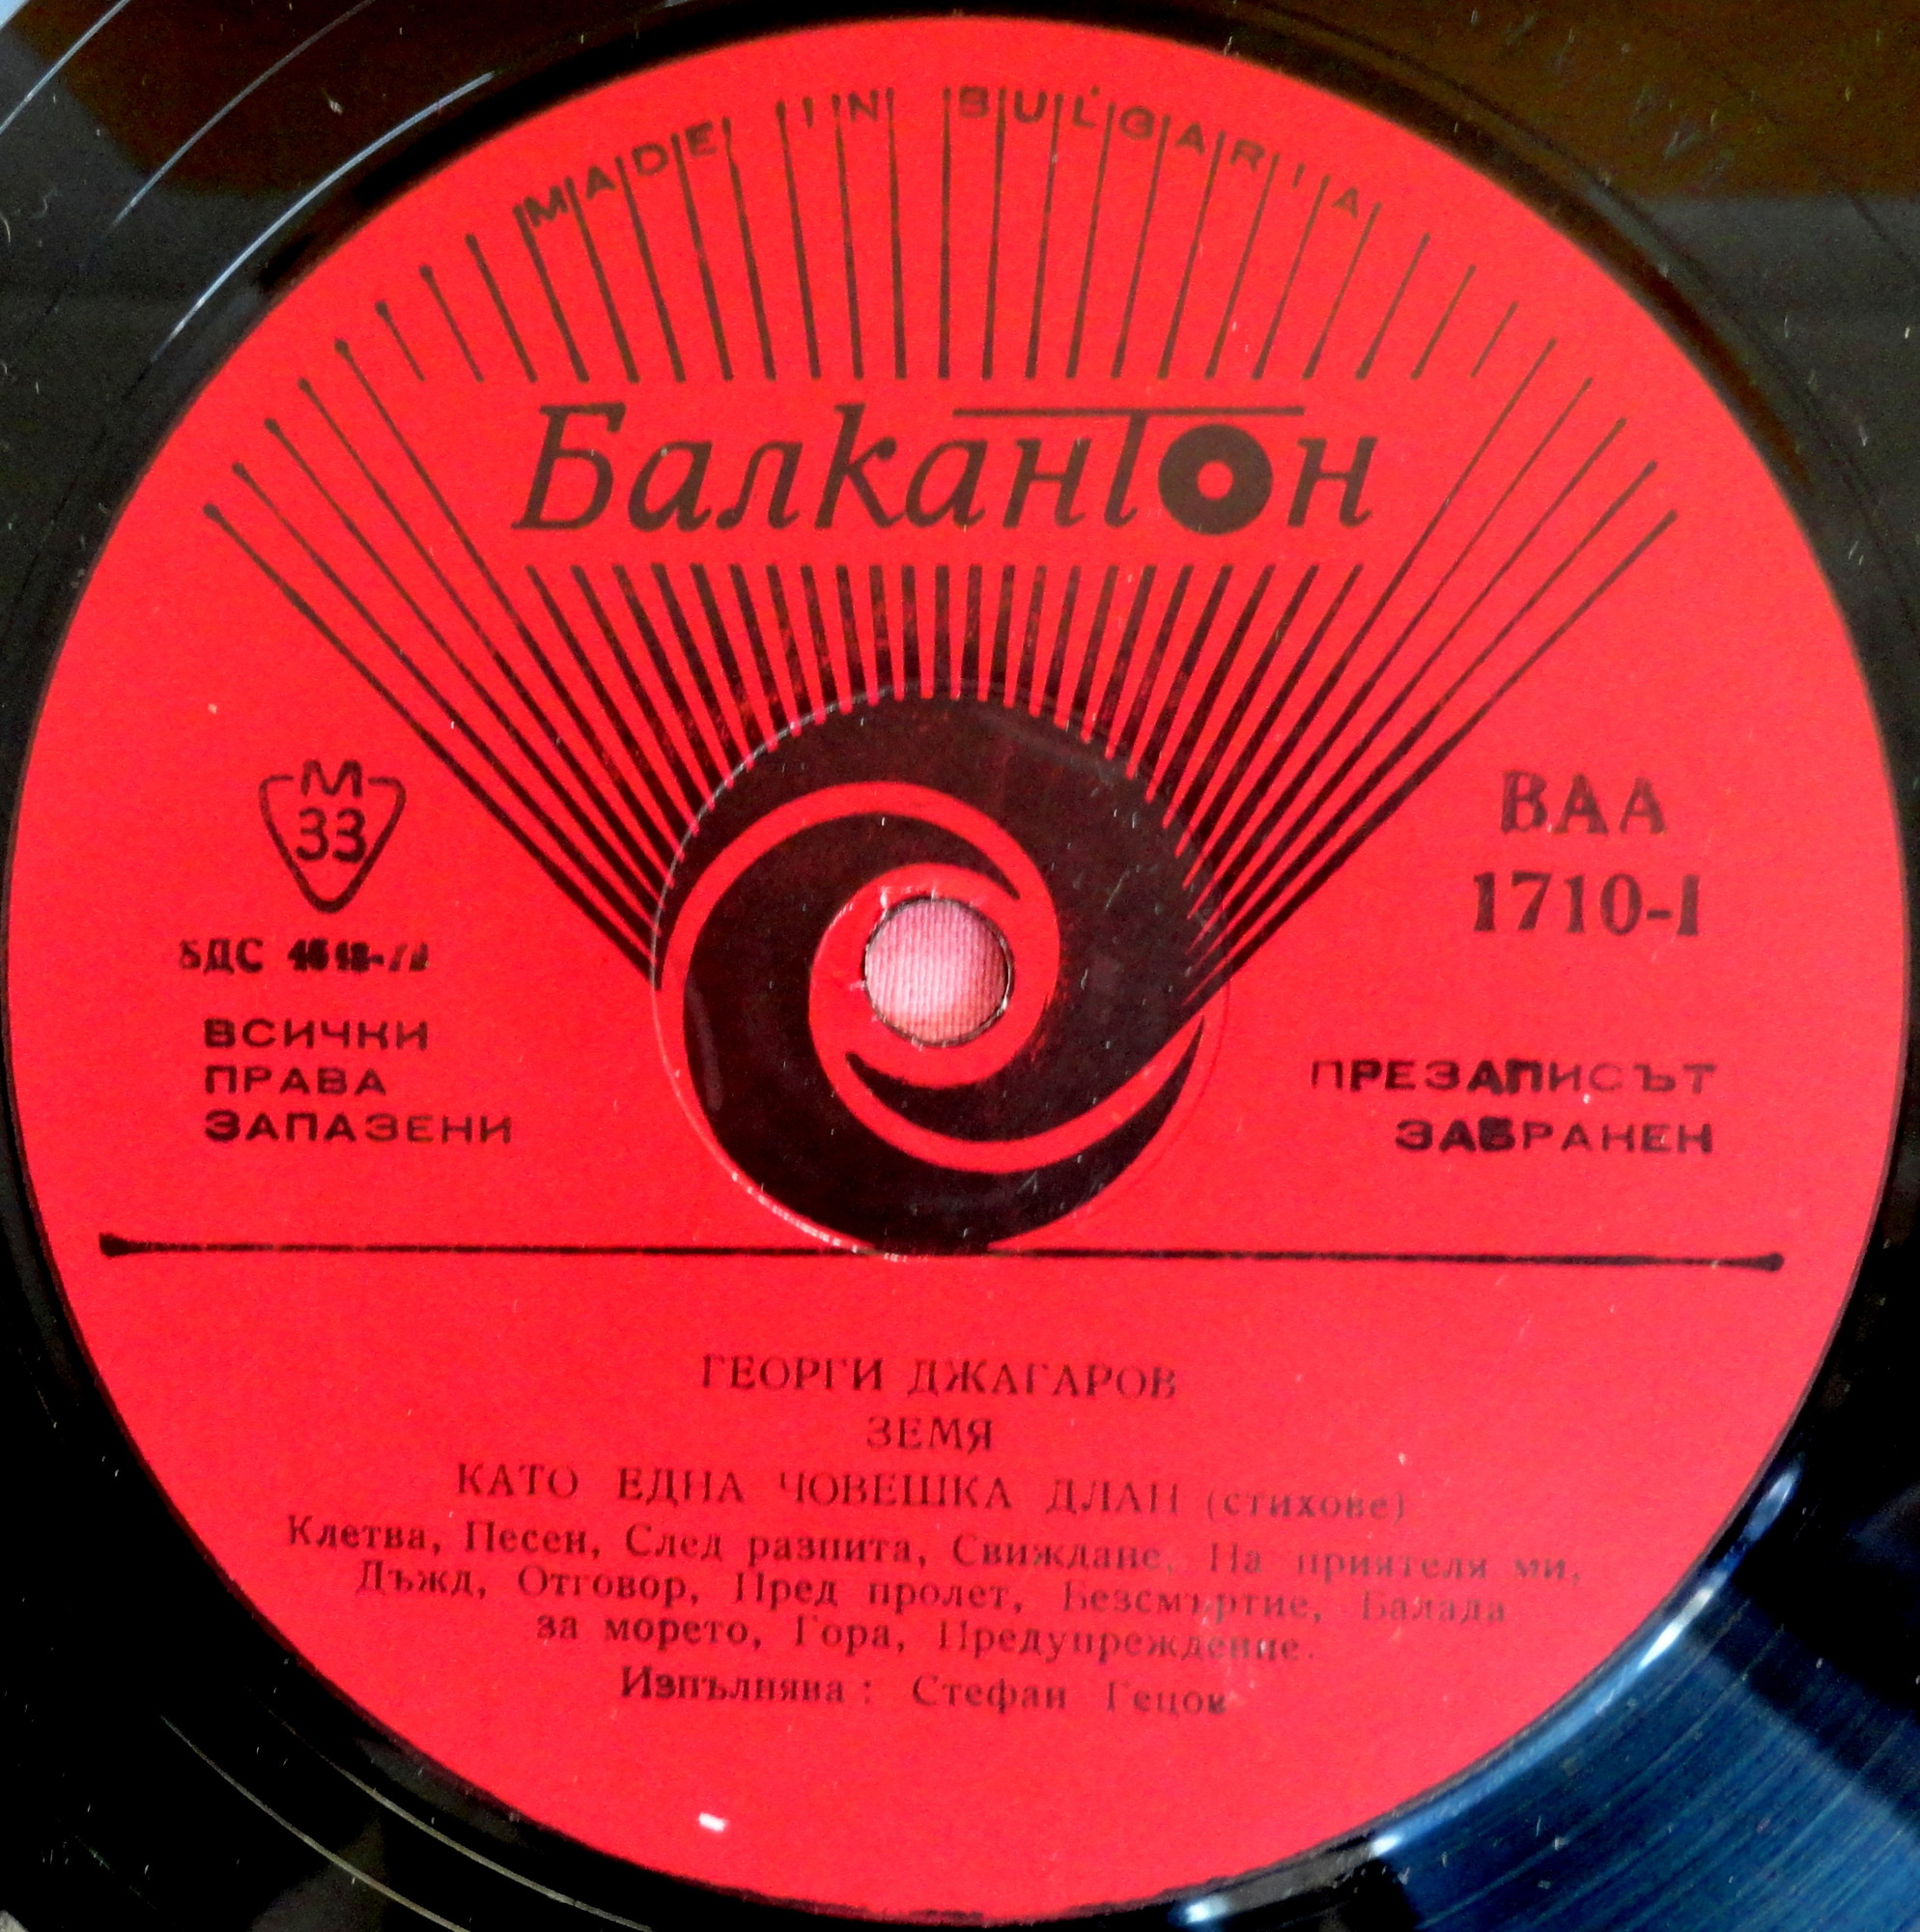 MADE IN BULGARIA
Балкантон
М
33
БДС
ВСИЧКИ
ПРАВА
ЗАПАЗЕНИ
ВАА
1710-I
ПРЕЗАПИСЪТ
ЗАБРАНЕН
ГЕОРГИ ДЖАГАРОВ
ЗЕМЯ
КАТО ЕДНА ЧОВЕШКА ДЛАН (стихове)
Клетва, Песен, След разпита, Свиждане, На приятеля ми,
Дъжд, Отговор, Пред пролет, Безсмъртие, Балада
за морето, Гора, Предупреждение.
Изпълнява: Стефан Гецов